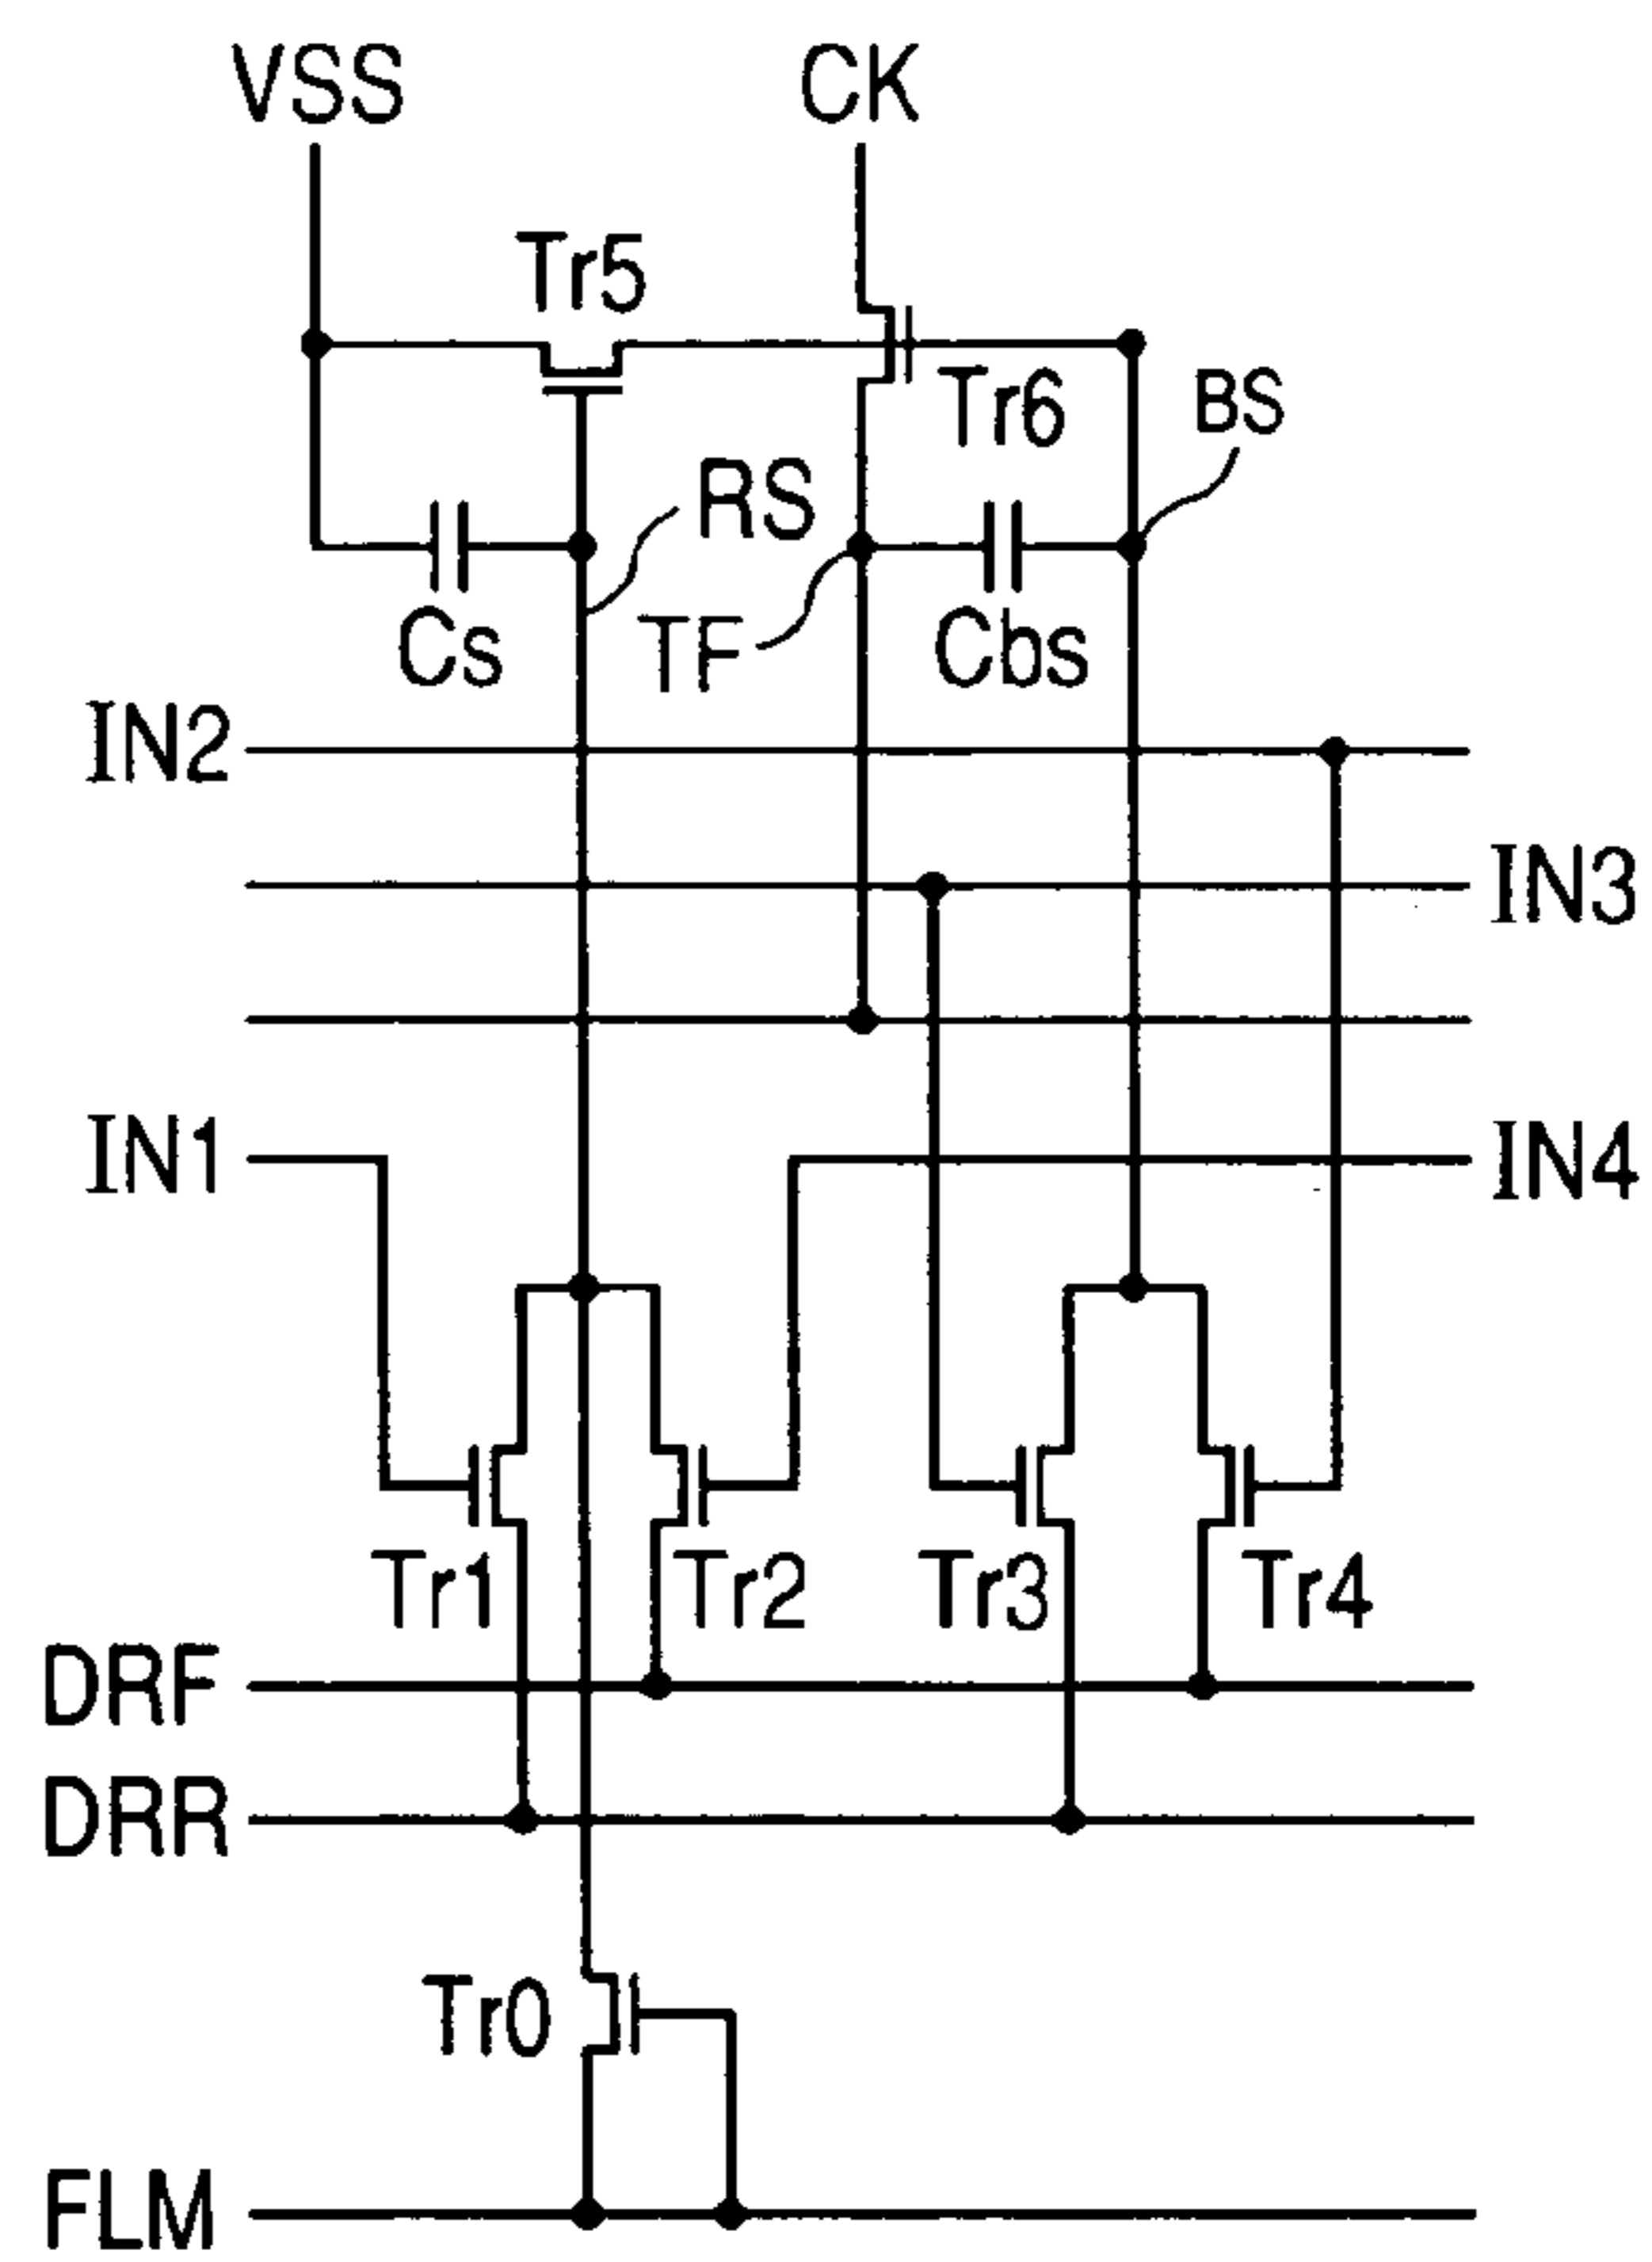 VSS CK
Tr5
Tr6 BS
RS
Cs TF Cbs
IN2
IN3
IN1 IN4
Tr1 Tr2 Tr3 Tr4
DRF
DRR
Tr0
FLM